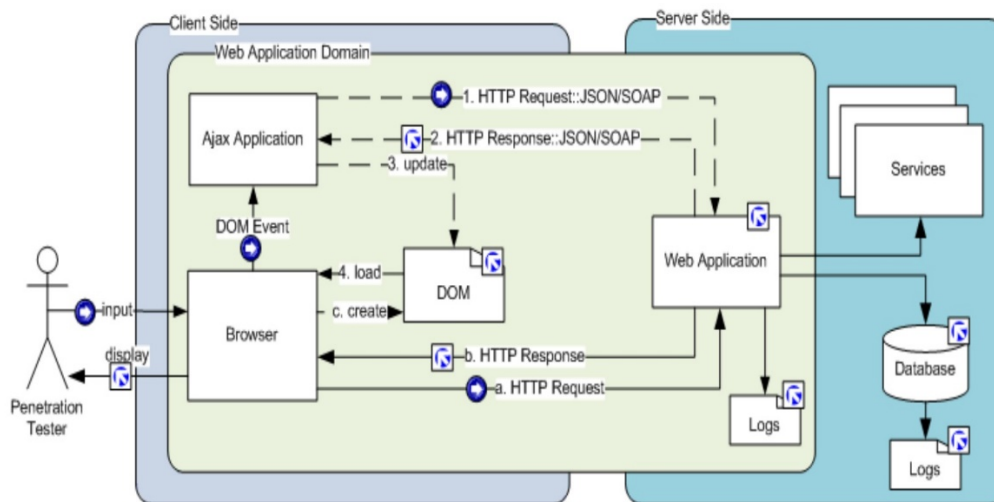 Client Side
Server Side
Web Application Domain
1. HTTP Request::JSON/SOAP
Ajax Application
2. HTTP Response::JSON/SOAP
3. update
Services
DOM Event
Web Application
4. load
DOM
input
c. create
Browser
display
b. HTTP Response
Database
a. HTTP Request
Penetration
Tester
Logs
Logs